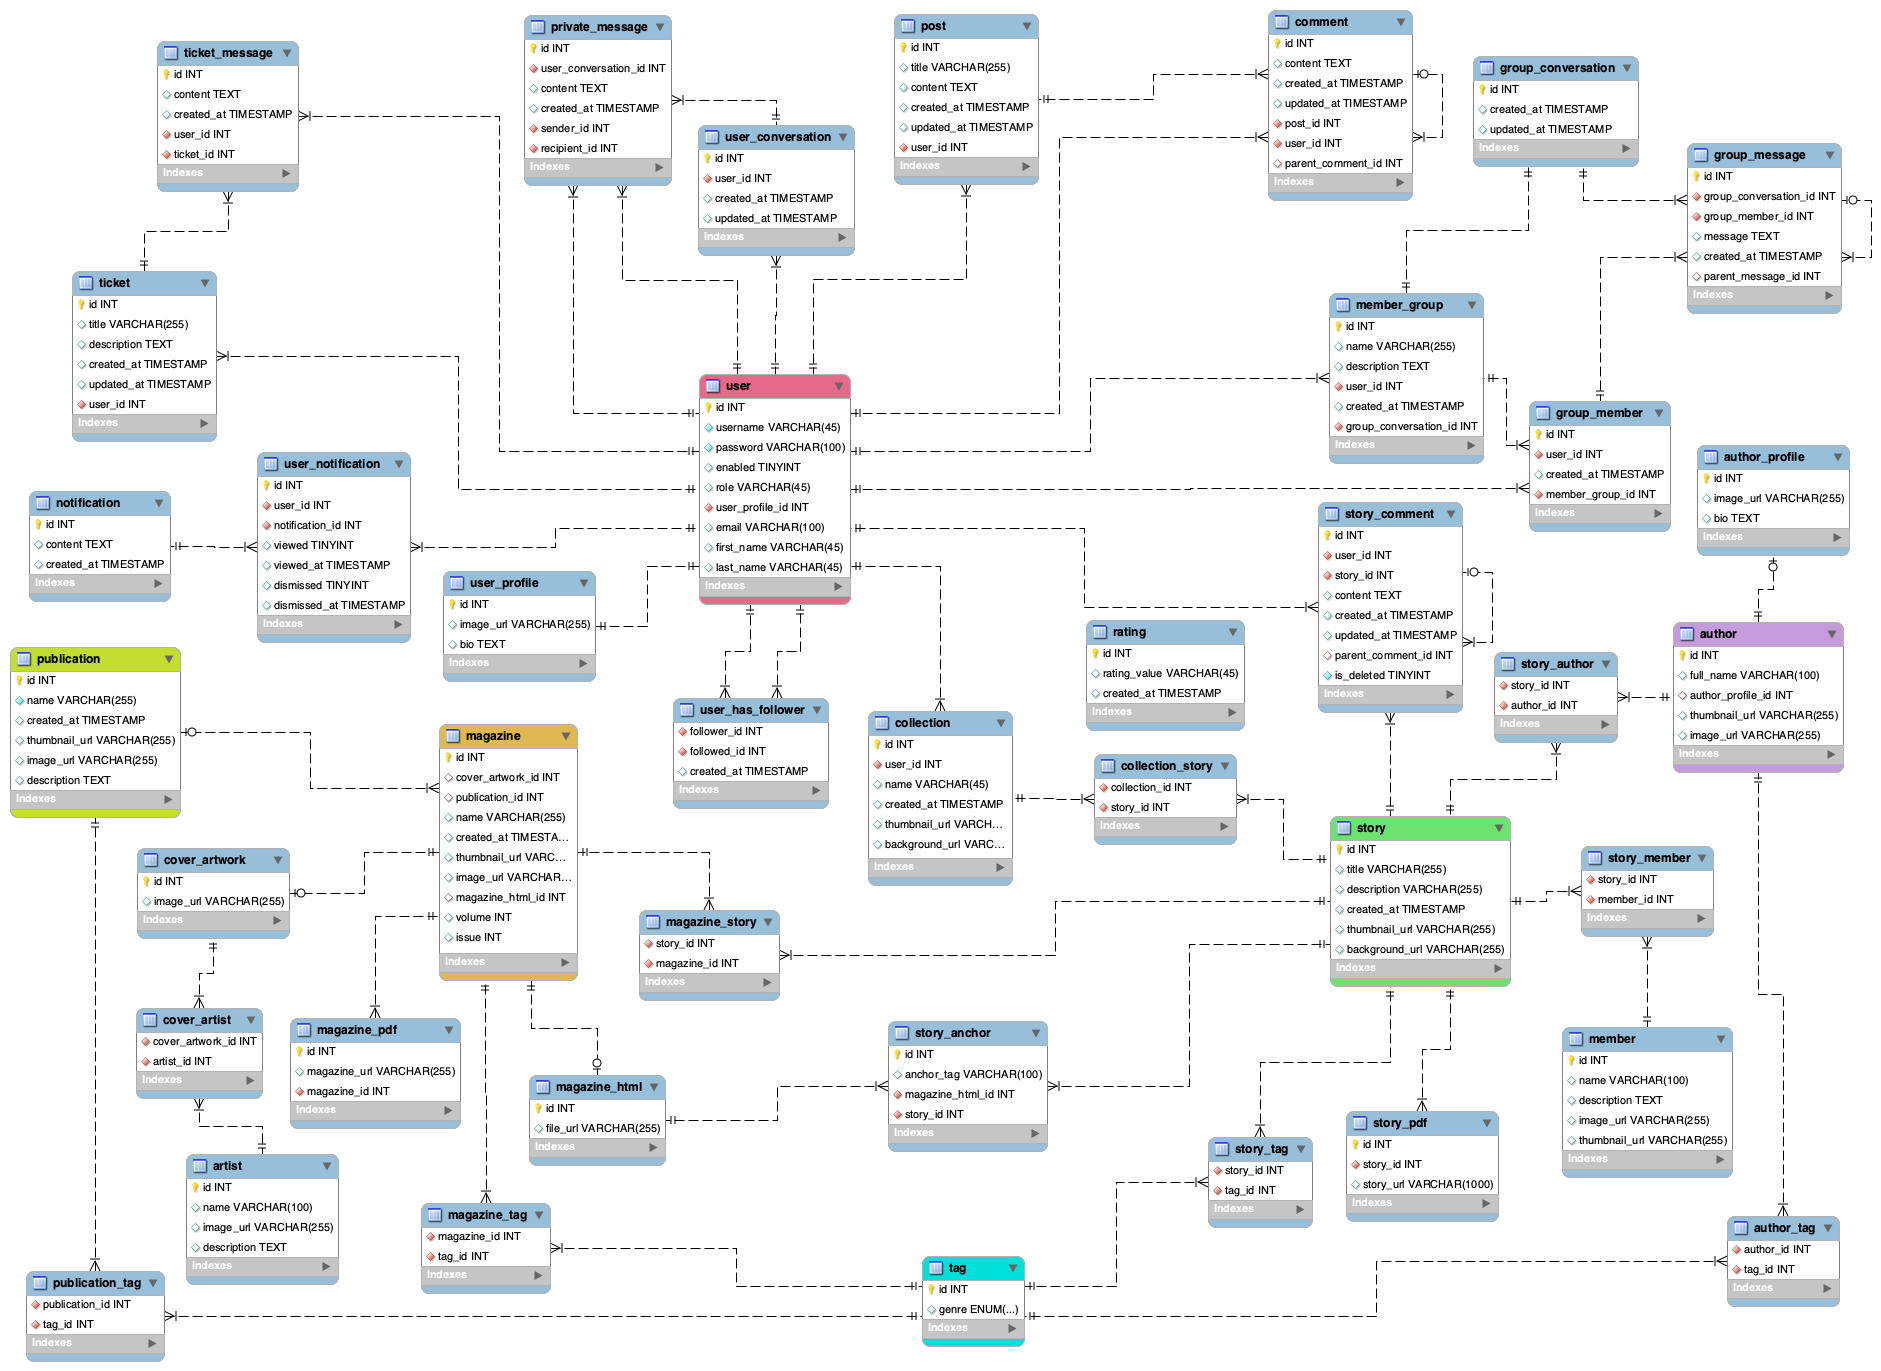 ticket_message
id INT
content TEXT
created_at TIMESTAMP
user_id INT
ticket_id INT
Indexes
private_message
id INT
user_conversation_id INT
content TEXT
created_at TIMESTAMP
sender_id INT
recipient_id INT
Indexes
user_conversation
id INT
user_id INT
created_at TIMESTAMP
updated_at TIMESTAMP
Indexes
post
id INT
title VARCHAR(255)
content TEXT
created_at TIMESTAMP
updated_at TIMESTAMP
user_id INT
Indexes
comment
id INT
content TEXT
created_at TIMESTAMP
updated_at TIMESTAMP
post_id INT
user_id INT
parent_comment_id INT
Indexes
group_conversation
id INT
created_at TIMESTAMP
updated_at TIMESTAMP
Indexes
group_message
id INT
group_conversation_id INT
group_member_id INT
message TEXT
created_at TIMESTAMP
parent_message_id INT
Indexes
ticket
id INT
title VARCHAR(255)
description TEXT
created_at TIMESTAMP
updated_at TIMESTAMP
user_id INT
Indexes
member_group
id INT
name VARCHAR(255)
description TEXT
user_id INT
created_at TIMESTAMP
group_conversation_id INT
Indexes
user
id INT
username VARCHAR(45)
password VARCHAR(100)
enabled TINYINT
role VARCHAR(45)
user_profile_id INT
email VARCHAR(100)
first_name VARCHAR(45)
last_name VARCHAR(45)
Indexes
group_member
id INT
user_id INT
created_at TIMESTAMP
member_group_id INT
Indexes
author_profile
id INT
image_url VARCHAR(255)
bio TEXT
Indexes
user_notification
id INT
user_id INT
notification_id INT
viewed TINYINT
viewed_at TIMESTAMP
dismissed TINYINT
dismissed_at TIMESTAMP
Indexes
notification
id INT
content TEXT
created_at TIMESTAMP
Indexes
user_profile
id INT
image_url VARCHAR(255)
bio TEXT
Indexes
story_comment
id INT
user_id INT
story_id INT
content TEXT
created_at TIMESTAMP
updated_at TIMESTAMP
parent_comment_id INT
is_deleted TINYINT
Indexes
rating
id INT
rating_value VARCHAR(45)
created_at TIMESTAMP
Indexes
author
id INT
full_name VARCHAR(100)
author_profile_id INT
thumbnail_url VARCHAR(255)
image_url VARCHAR(255)
Indexes
story_author
story_id INT
author_id INT
Indexes
publication
id INT
name VARCHAR(255)
created_at TIMESTAMP
thumbnail_url VARCHAR(255)
image_url VARCHAR(255)
description TEXT
Indexes
magazine
id INT
cover_artwork_id INT
publication_id INT
name VARCHAR(255)
created_at TIMESTA...
thumbnail_url VARC...
image_url VARCHAR...
magazine_html_id INT
volume INT
issue INT
Indexes
user_has_follower
follower_id INT
followed_id INT
created_at TIMESTAMP
Indexes
collection
id INT
user_id INT
name VARCHAR(45)
created_at TIMESTAMP
thumbnail_url VARCH...
background_url VARC...
Indexes
collection_story
collection_id INT
story_id INT
Indexes
story
id INT
title VARCHAR(255)
description VARCHAR(255)
created_at TIMESTAMP
thumbnail_url VARCHAR(255)
background_url VARCHAR(255)
Indexes
story_member
story_id INT
member_id INT
Indexes
cover_artwork
id INT
image_url VARCHAR(255)
Indexes
magazine_story
story_id INT
magazine_id INT
Indexes
cover_artist
cover_artwork_id INT
artist_id INT
Indexes
magazine_pdf
id INT
magazine_url VARCHAR(255)
magazine_id INT
Indexes
magazine_html
id INT
file_url VARCHAR(255)
Indexes
story_anchor
id INT
anchor_tag VARCHAR(100)
magazine_html_id INT
story_id INT
Indexes
member
id INT
name VARCHAR(100)
description TEXT
image_url VARCHAR(255)
thumbnail_url VARCHAR(255)
Indexes
story_pdf
id INT
story_id INT
story_url VARCHAR(1000)
Indexes
story_tag
story_id INT
tag_id INT
Indexes
artist
id INT
name VARCHAR(100)
image_url VARCHAR(255)
description TEXT
Indexes
magazine_tag
magazine_id INT
tag_id INT
Indexes
author_tag
author_id INT
tag_id INT
Indexes
tag
id INT
genre ENUM(...)
Indexes
publication_tag
publication_id INT
tag_id INT
Indexes